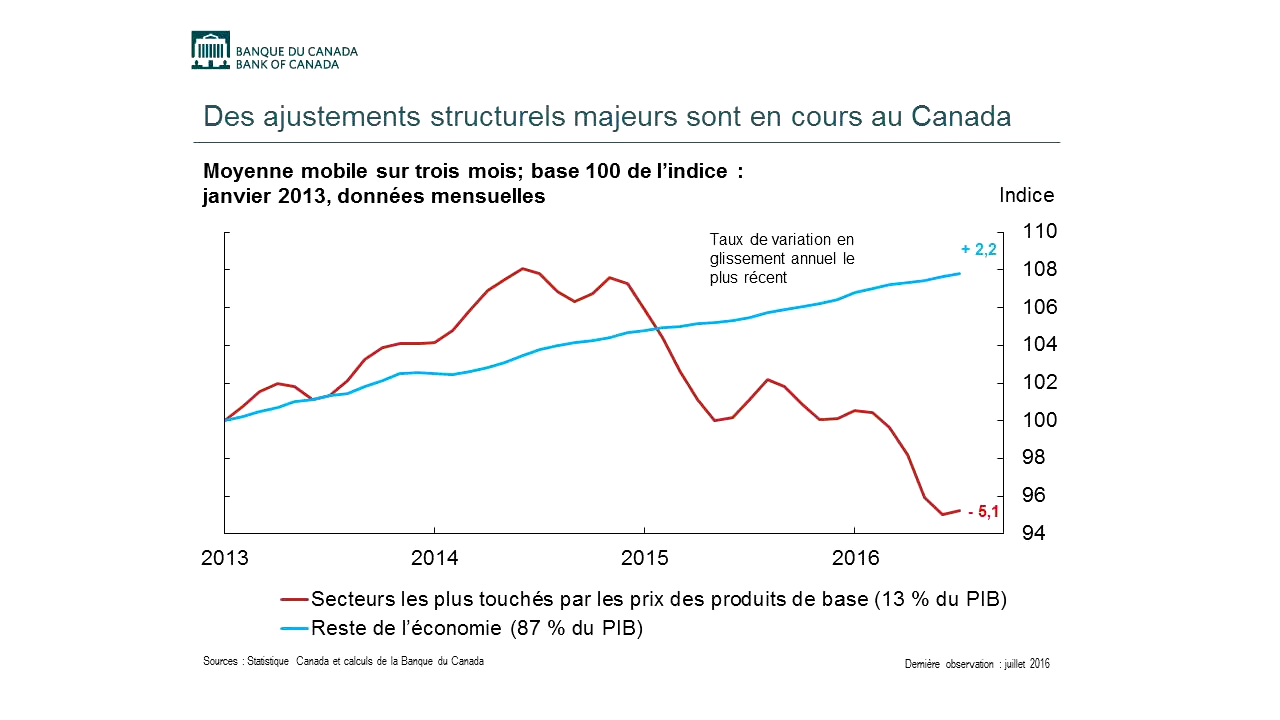 BANQUE DU CANADA
BANK OF CANADA
Des ajustements structurels majeurs sont en cours au Canada
Moyenne mobile sur trois mois; base 100 de l’indice :
janvier 2013, données mensuelles
Indice
Taux de variation en
glissement annuel le
plus récent
+ 2,2
110
108
106
104
102
100
98
96
94
- 5,1
2013
2014
2015
2016
Secteurs les plus touchés par les prix des produits de base (13 % du PIB)
Reste de l’économie (87 % du PIB)
Sources : Statistique Canada et calculs de la Banque du Canada
Dernière observation : juillet 2016